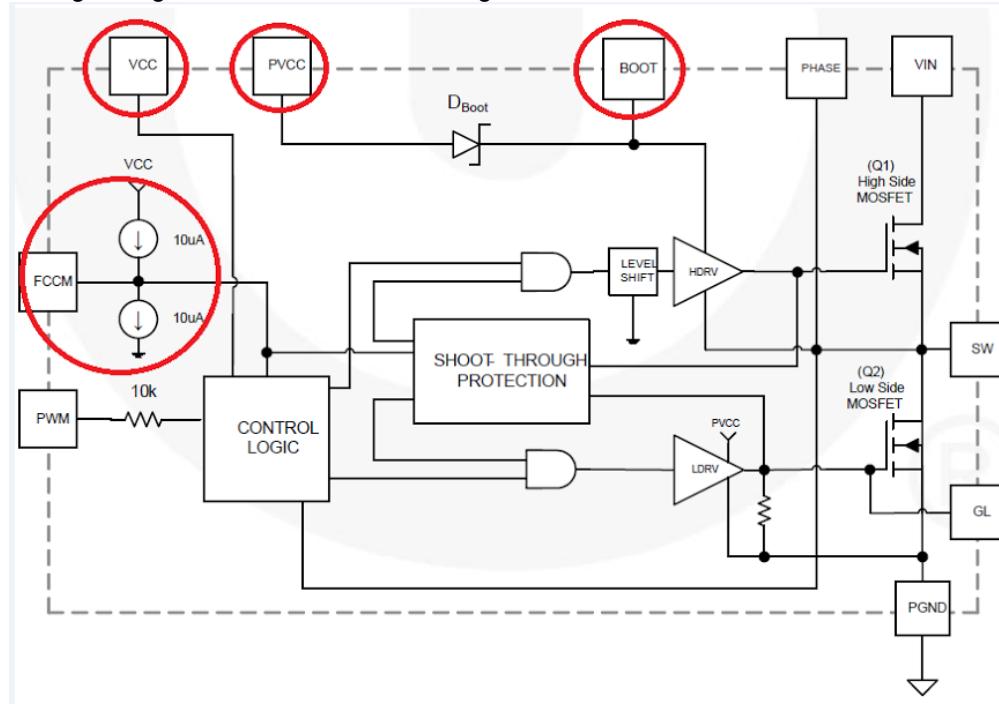 VCC
PVCC
BOOT
PHASE
VIN
D_Boot
VCC
(Q1)
High Side
MOSFET
10uA
FCCM
LEVEL
SHIFT
HDRV
10uA
SHOOT- THROUGH
PROTECTION
SW
(Q2)
Low Side
MOSFET
10k
PWM
CONTROL
LOGIC
PVCC
LDRV
GL
PGND